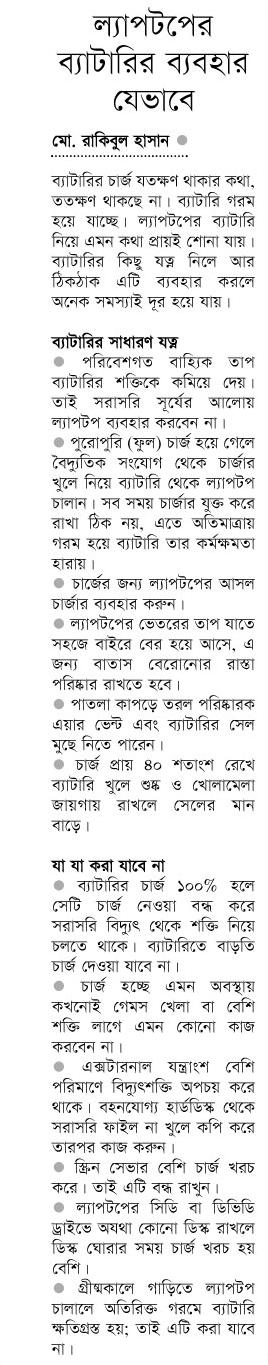 ল্যাপটপের
ব্যাটারির ব্যবহার
যেভাবে
মো. রাকিবুল হাসান ●
ব্যাটারির চার্জ যতক্ষণ থাকার কথা,
ততক্ষণ থাকছে না। ব্যাটারি গরম
হয়ে যাচ্ছে। ল্যাপটপের ব্যাটারি
নিয়ে এমন কথা প্রায়ই শোনা যায়।
ব্যাটারির কিছু যত্ন নিলে আর
ঠিকঠাক এটি ব্যবহার করলে
অনেক সমস্যাই দূর হয়ে যায়।
ব্যাটারির সাধারণ যত্ন
● পরিবেশগত বাহ্যিক তাপ
ব্যাটারির শক্তিকে কমিয়ে দেয়।
তাই সরাসরি সূর্যের আলোয়
ল্যাপটপ ব্যবহার করবেন না।
● পুরোপুরি (ফুল) চার্জ হয়ে গেলে
বৈদ্যুতিক সংযোগ থেকে চার্জার
খুলে নিয়ে ব্যাটারি থেকে ল্যাপটপ
চালান। সব সময় চার্জার যুক্ত করে
রাখা ঠিক নয়, এতে অতিমাত্রায়
গরম হয়ে ব্যাটারি তার কর্মক্ষমতা
হারায়।
● চার্জের জন্য ল্যাপটপের আসল
চার্জার ব্যবহার করুন।
● ল্যাপটপের ভেতরের তাপ যাতে
সহজে বাইরে বের হয়ে আসে, এ
জন্য বাতাস বেরোনোর রাস্তা
পরিষ্কার রাখতে হবে।
● পাতলা কাপড়ে তরল পরিষ্কারক
এয়ার ভেন্ট এবং ব্যাটারির সেল
মুছে নিতে পারেন।
● চার্জ প্রায় ৪০ শতাংশ রেখে
ব্যাটারি খুলে শুষ্ক ও খোলামেলা
জায়গায় রাখলে সেলের মান
বাড়ে।
যা যা করা যাবে না
● ব্যাটারির চার্জ ১০০% হলে
সেটি চার্জ নেওয়া বন্ধ করে
সরাসরি বিদ্যুৎ থেকে শক্তি নিয়ে
চলতে থাকে। ব্যাটারিতে বাড়তি
চার্জ দেওয়া যাবে না।
● চার্জ হচ্ছে এমন অবস্থায়
কখনোই গেমস খেলা বা বেশি
শক্তি লাগে এমন কোনো কাজ
করবেন না।
● এক্সটারনাল যন্ত্রাংশ বেশি
পরিমাণে বিদ্যুৎশক্তি অপচয় করে
থাকে। বহনযোগ্য হার্ডডিস্ক থেকে
সরাসরি ফাইল না খুলে কপি করে
তারপর কাজ করুন।
● স্ক্রিন সেভার বেশি চার্জ খরচ
করে। তাই এটি বন্ধ রাখুন।
● ল্যাপটপের সিডি বা ডিভিডি
ড্রাইভে অযথা কোনো ডিস্ক রাখলে
ডিস্ক ঘোরার সময় চার্জ খরচ হয়
বেশি।
● গ্রীষ্মকালে গাড়িতে ল্যাপটপ
চালালে অতিরিক্ত গরমে ব্যাটারি
ক্ষতিগ্রস্ত হয়; তাই এটি করা যাবে
না।